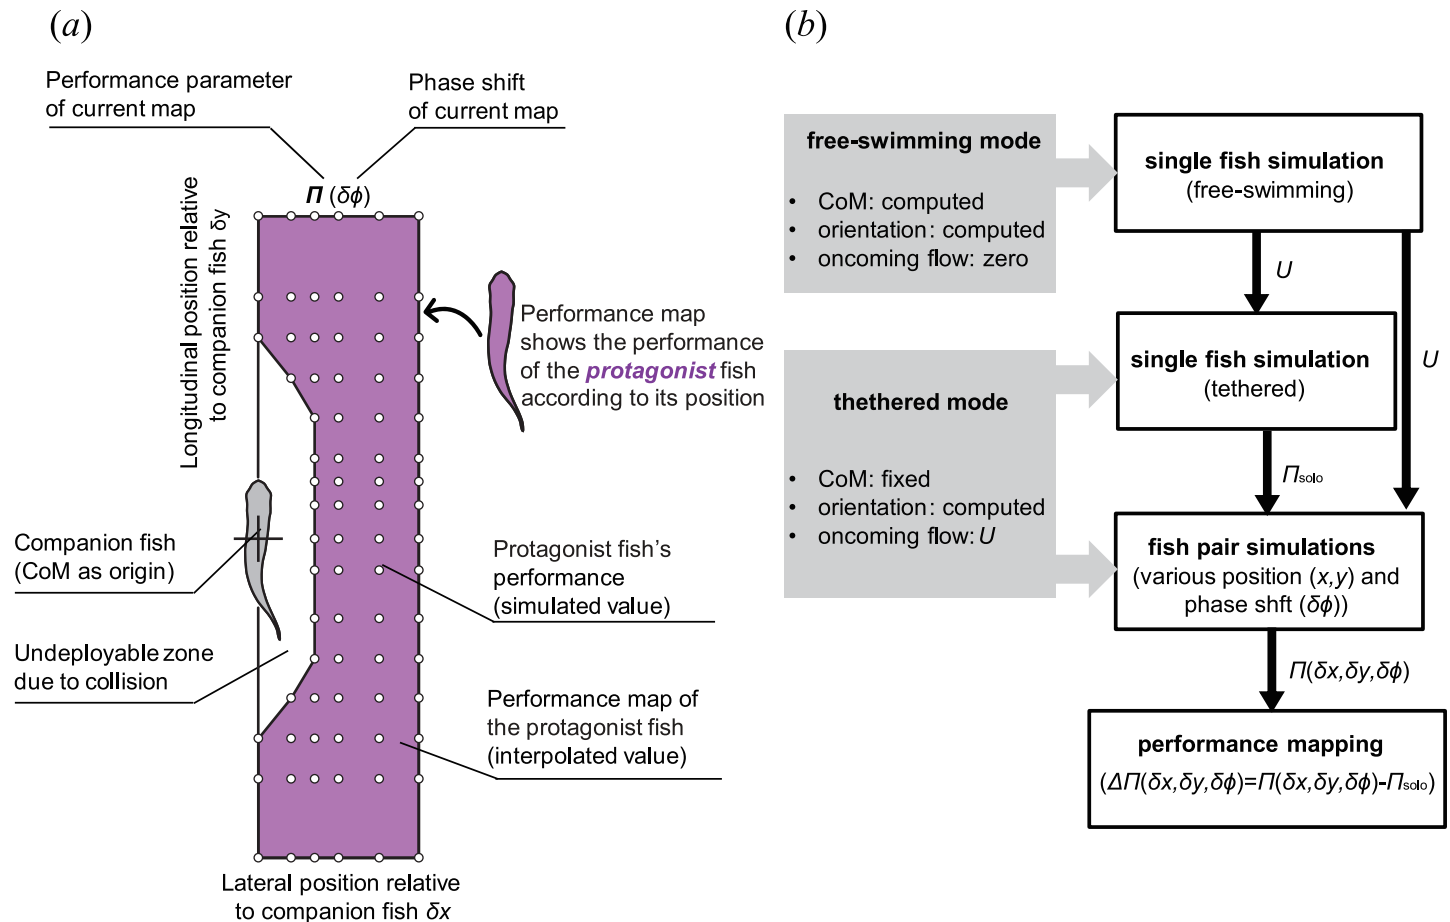 (a)
Performance parameter
of current map
Phase shift
of current map
Π (δϕ)
Longitudinal position relative
to companion fish δy
Performance map
shows the performance
of the protagonist fish
according to its position
Companion fish
(CoM as origin)
Protagonist fish's
performance
(simulated value)
Undeployable zone
due to collision
Performance map of
the protagonist fish
(interpolated value)
Lateral position relative
to companion fish δx
(b)
free-swimming mode
• CoM: computed
• orientation: computed
• oncoming flow: zero
single fish simulation
(free-swimming)
U
U
thethered mode
• CoM: fixed
• orientation: computed
• oncoming flow: U
single fish simulation
(tethered)
Πsolo
fish pair simulations
(various position (x,y) and
phase shft (δϕ))
Π(δx,δy,δϕ)
performance mapping
(ΔΠ(δx,δy,δϕ)=Π(δx,δy,δϕ)-Πsolo)